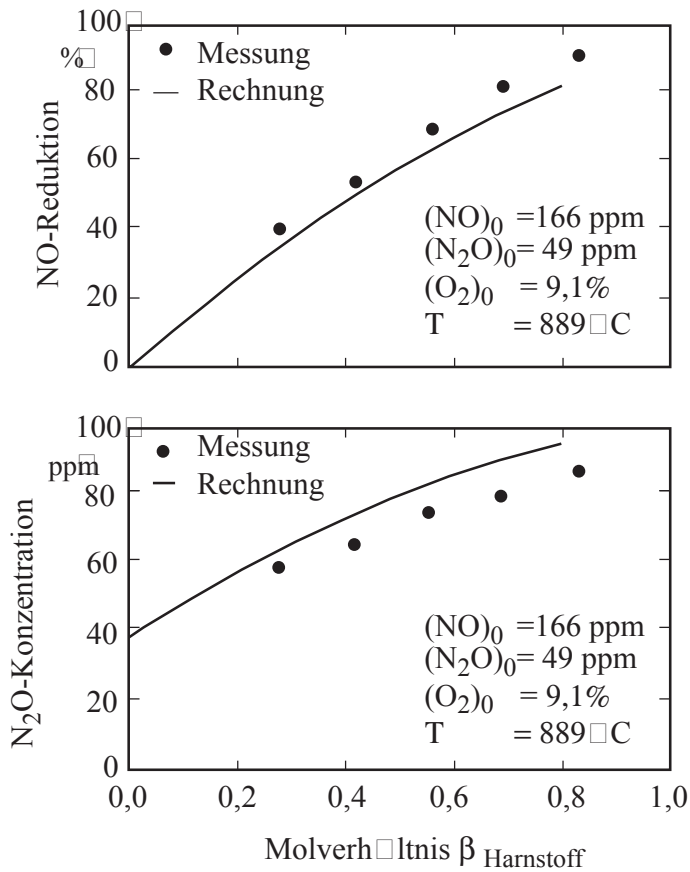 100 □
%□
Messung
Rechnung
80
60
40
20
0
NO-Reduktion
(NO)0 =166 ppm
(N2O)0= 49 ppm
(O2)0 = 9,1%
T = 889□C
100 □
ppm□
Messung
Rechnung
80
60
40
20
0
N2O-Konzentration
(NO)0 =166 ppm
(N2O)0= 49 ppm
(O2)0 = 9,1%
T = 889□C
0,0 0,2 0,4 0,6 0,8 1,0
Molverh□ltnis β Harnstoff